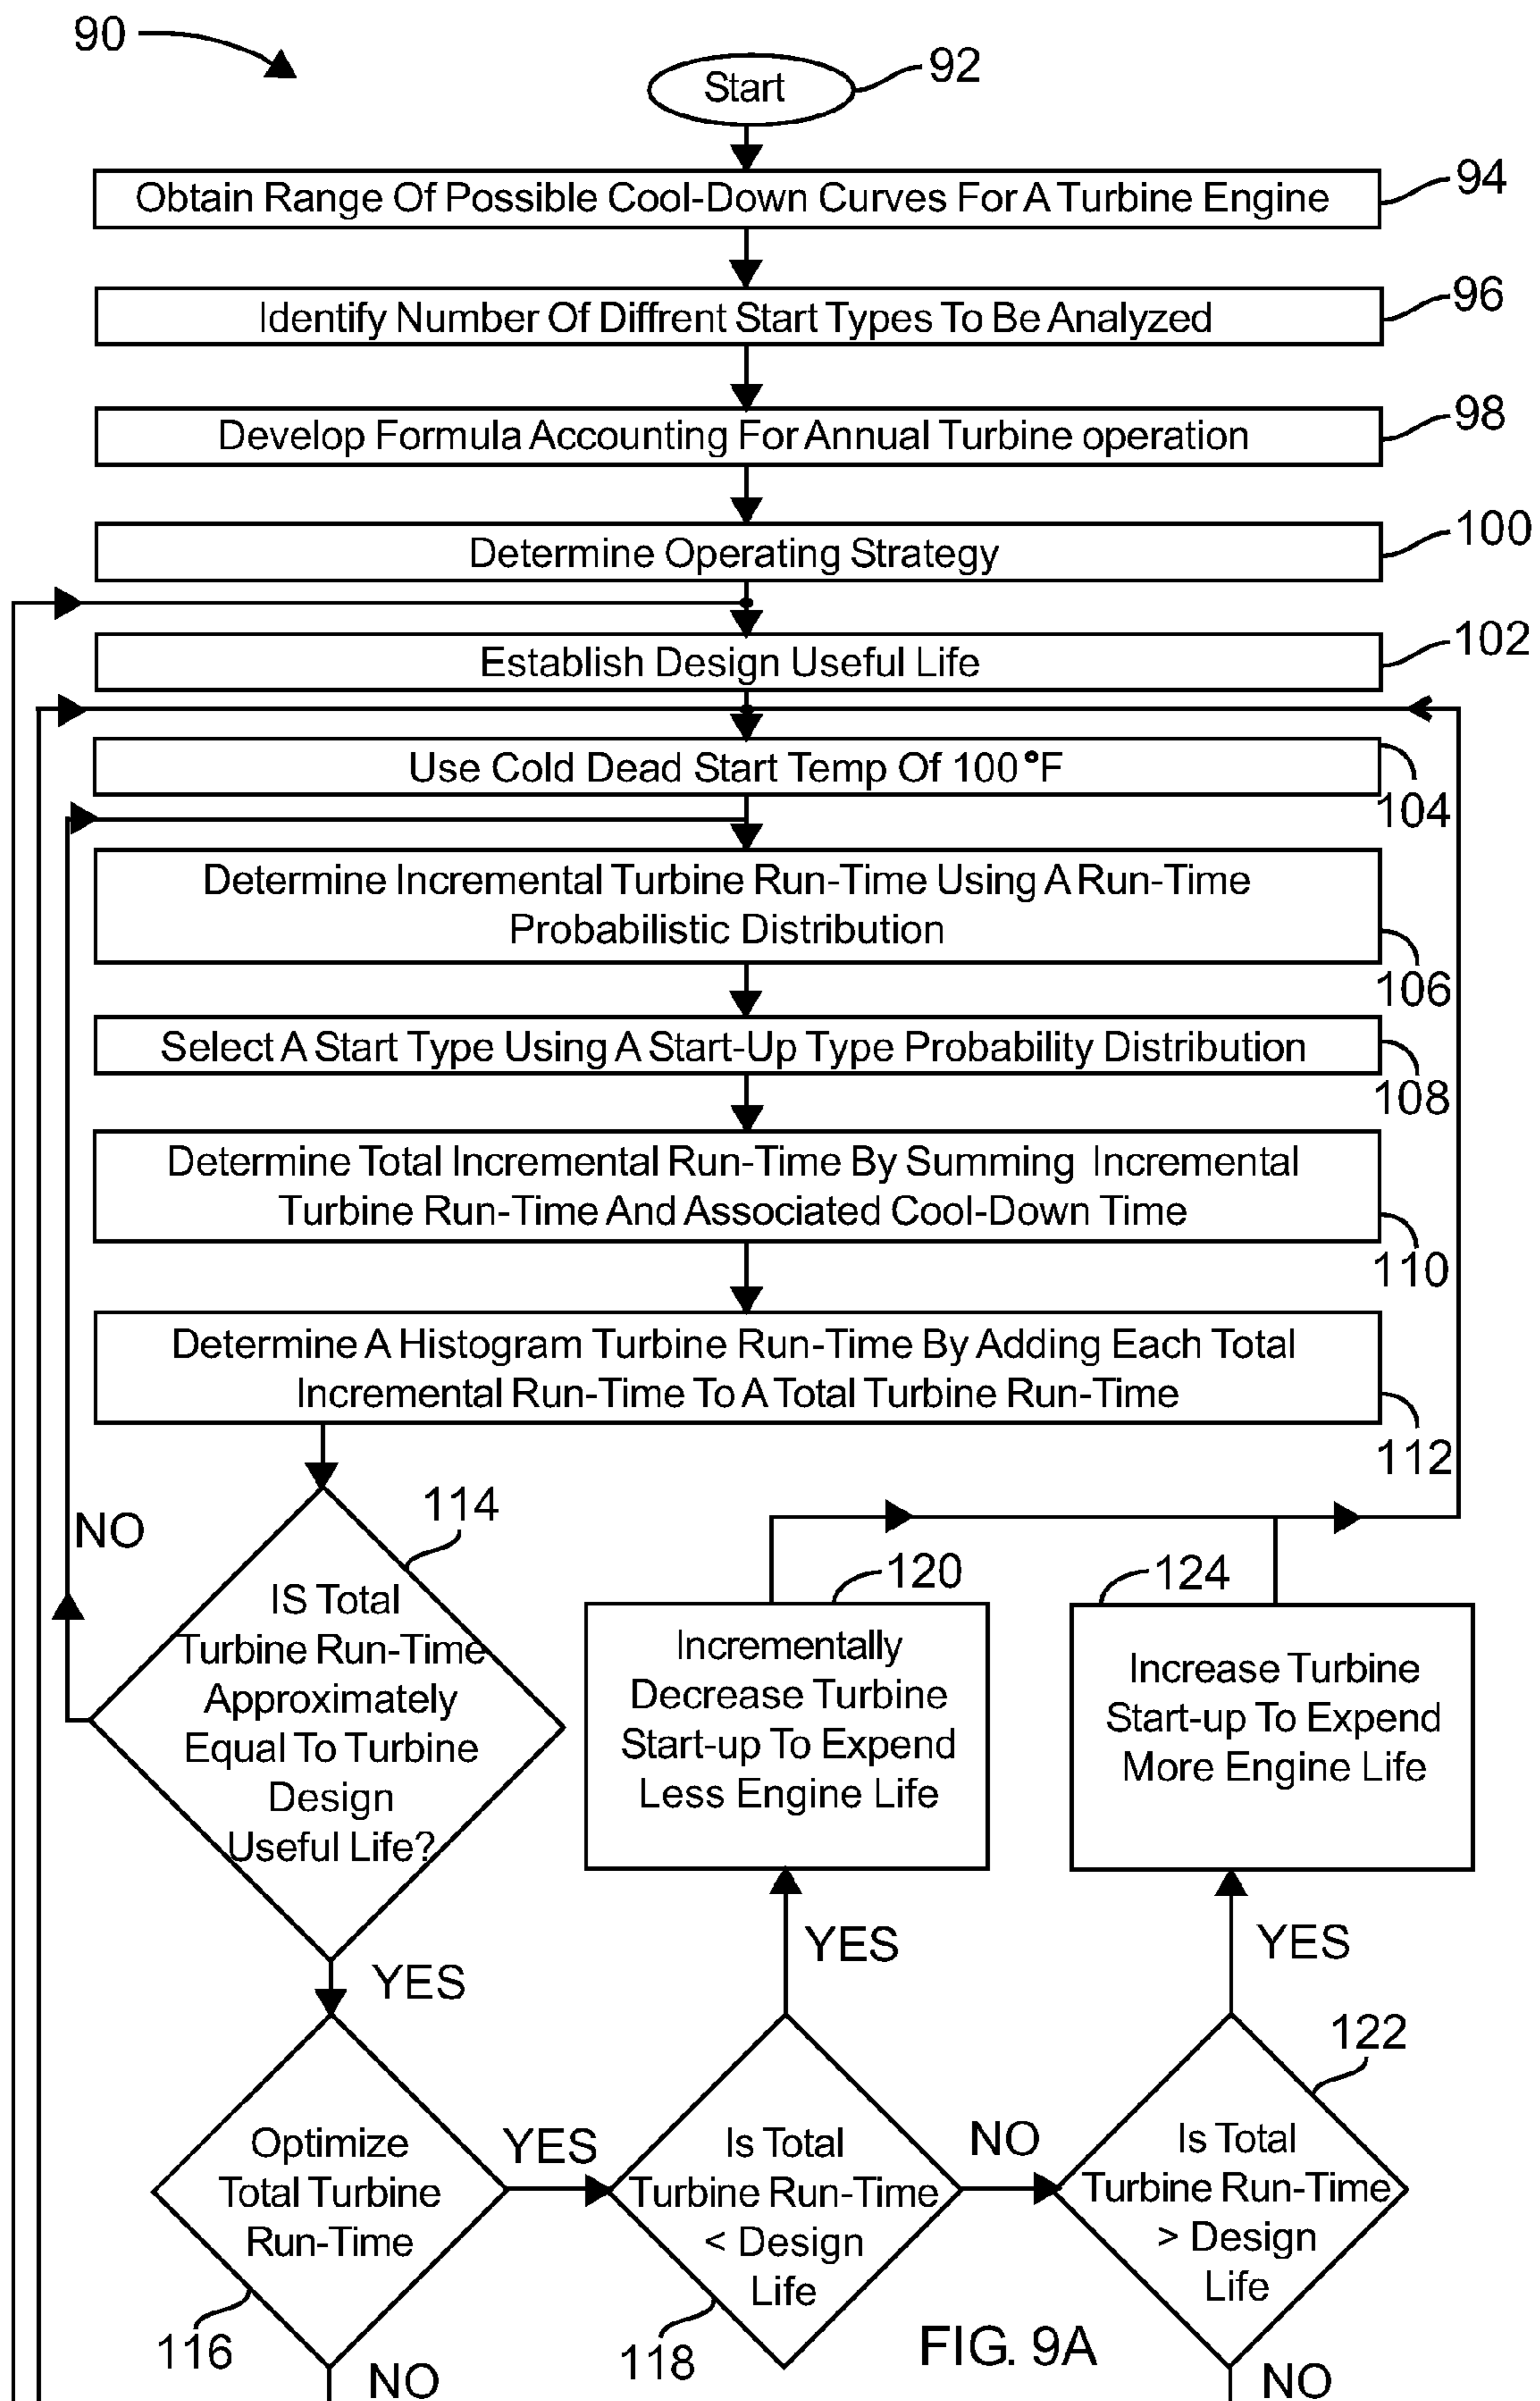 90
Start
92
Obtain Range Of Possible Cool-Down Curves For A Turbine Engine
94
Identify Number Of Diffrent Start Types To Be Analyzed
96
Develop Formula Accounting For Annual Turbine operation
98
Determine Operating Strategy
100
Establish Design Useful Life
102
Use Cold Dead Start Temp Of 100°F
104
Determine Incremental Turbine Run-Time Using A Run-Time
Probabilistic Distribution
106
Select A Start Type Using A Start-Up Type Probability Distribution
108
Determine Total Incremental Run-Time By Summing Incremental
Turbine Run-Time And Associated Cool-Down Time
110
Determine A Histogram Turbine Run-Time By Adding Each Total
Incremental Run-Time To A Total Turbine Run-Time
112
NO
114
IS Total
Turbine Run-Time
Approximately
Equal To Turbine
Design
Useful Life?
YES
120
Incrementally
Decrease Turbine
Start-up To Expend
Less Engine Life
124
Increase Turbine
Start-up To Expend
More Engine Life
YES
YES
Optimize
Total Turbine
Run-Time
116
YES
NO
Is Total
Turbine Run-Time
< Design
Life
118
NO
122
Is Total
Turbine Run-Time
> Design
Life
NO
FIG. 9A